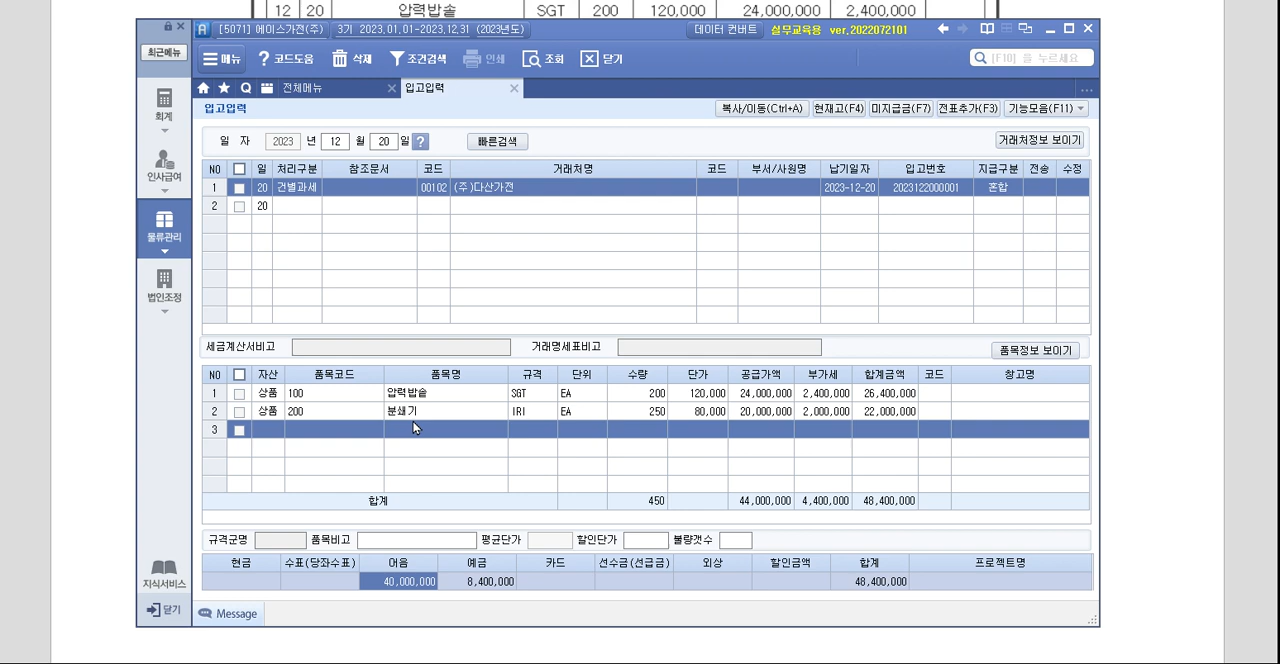 12 20 압력밥솥 SGT 200 120,000 24,000,000 2,400,000
[5071] 에이스가전(주) 3기 2023.01.01~2023.12.31 (2023년도) 데이터 컨버트 실무교육용 ver.2022072101
최근메뉴
메뉴 코드도움 삭제 조건검색 인쇄 조회 닫기 [F10] 을 누르세요
전체메뉴 입고입력
입고입력 복사/이동(Ctrl+A) 현재고(F4) 미지급금(F7) 전표추가(F3) 기능모음(F11)
회계
인사급여
물류관리
법인조정
지식서비스
닫기
일 자 2023 년 12 월 20 일 ? 빠른검색 거래처정보 보이기
NO 일 처리구분 참조문서 코드 거래처명 코드 부서/사원명 납기일자 입고번호 지급구분 전송 수정
1 20 건별과세 00102 (주)다산가전 2023-12-20 2023122000001 혼합
2 20
세금계산서비고 거래명세표비고 품목정보 보이기
NO 자산 품목코드 품목명 규격 단위 수량 단가 공급가액 부가세 합계금액 코드 창고명
1 상품 100 압력밥솥 SGT EA 200 120,000 24,000,000 2,400,000 26,400,000
2 상품 200 분쇄기 IRI EA 250 80,000 20,000,000 2,000,000 22,000,000
3
합계 450 44,000,000 4,400,000 48,400,000
규격군명 품목비고 평균단가 할인단가 불량갯수
현금 수표(당좌수표) 어음 예금 카드 선수금(선급금) 외상 할인금액 합계 프로젝트명
40,000,000 8,400,000 48,400,000
Message